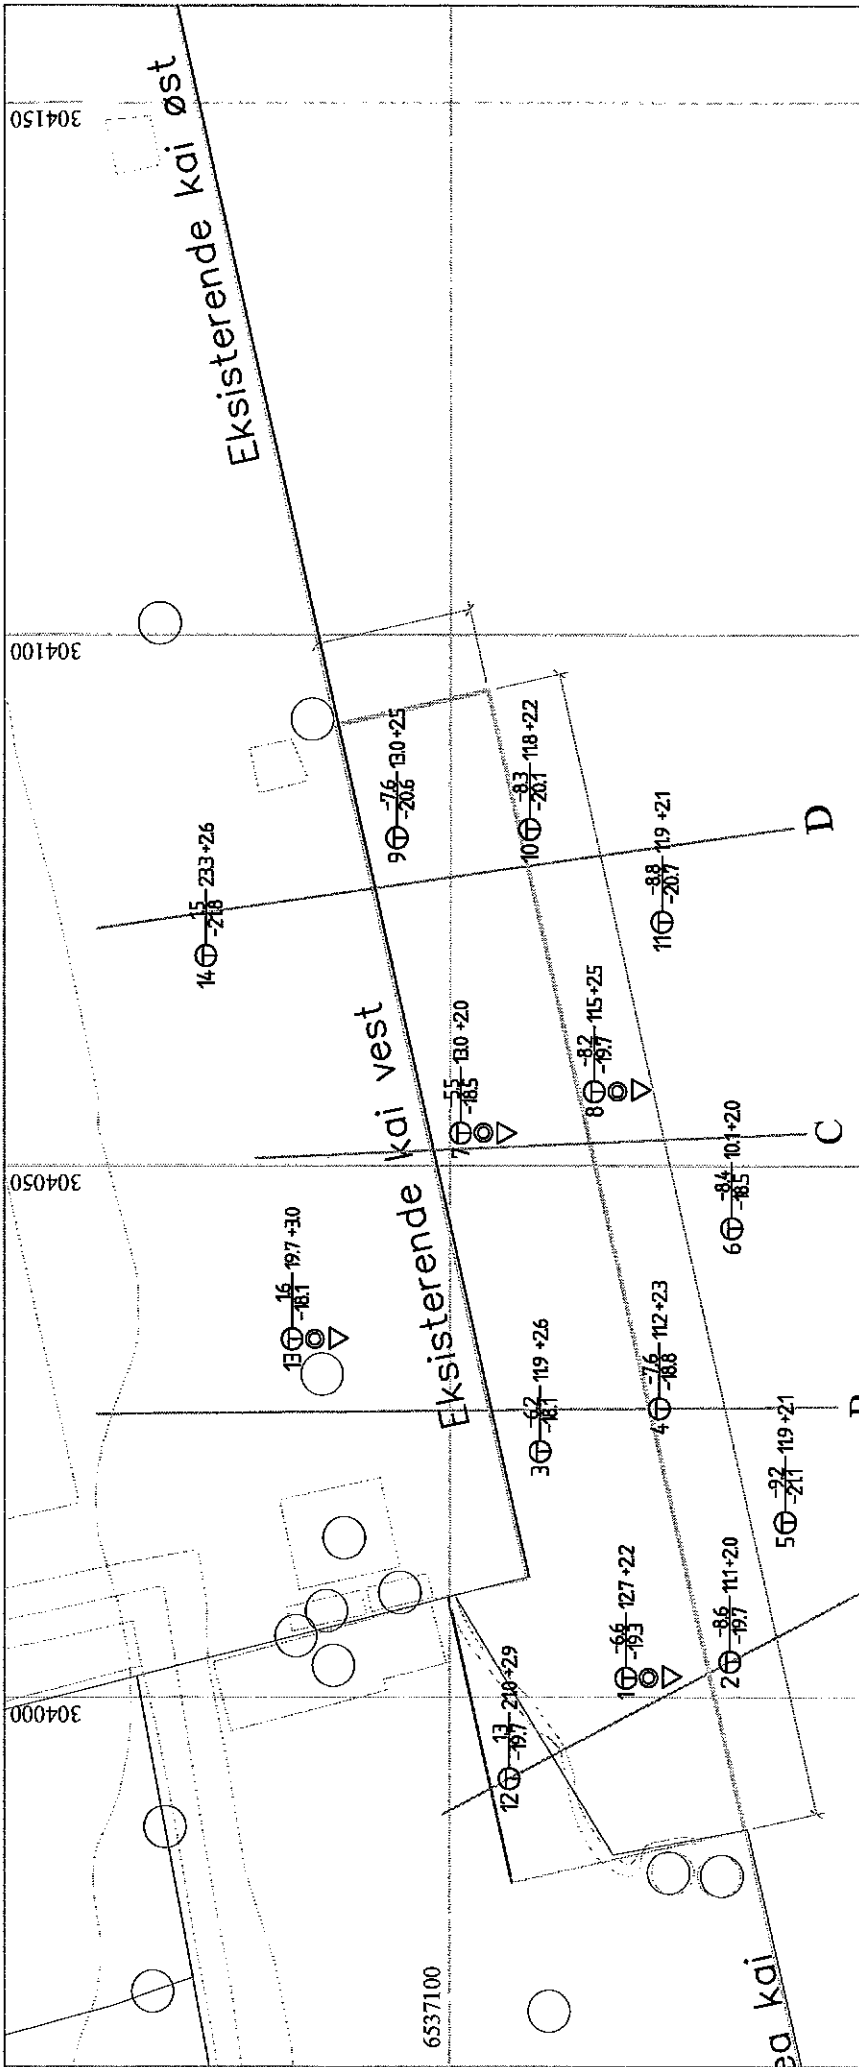 304150
Eksisterende kai øst
304100
9 -7.6 13.0 +2.5
-20.6
10 -8.3 11.8 +2.2
-20.1
14 1.5 23.3 +2.6
-21.8
D
11 -8.8 11.9 +2.1
-20.7
Eksisterende kai vest
7 -5.5 13.0 +2.0
-18.5
8 -8.2 11.5 +2.5
-19.7
C
304050
6 -8.4 10.1 +2.0
-18.5
13 1.6 19.7 +3.0
-18.1
3 -6.2 11.9 +2.6
-18.1
4 -7.6 11.2 +2.3
-18.8
5 -9.2 11.9 +2.1
-21.1
1 -6.6 12.7 +2.2
-19.3
2 -8.6 11.1 +2.0
-19.7
304000
12 1.3 21.0 +2.9
-19.7
6537100
kai